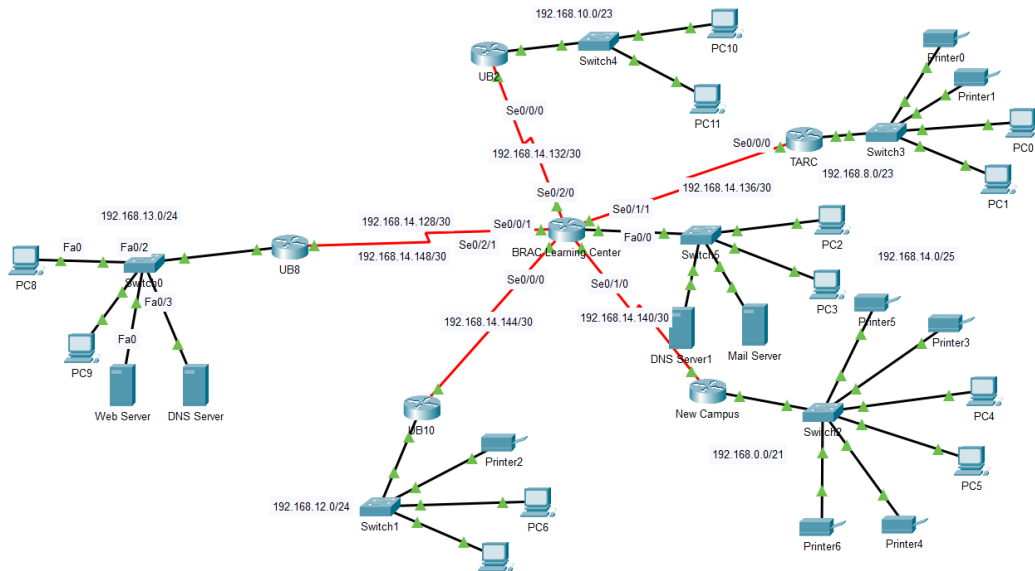 192.168.10.0/23
PC10
UB2
Switch4
PC11
Se0/0/0
192.168.14.132/30
Se0/2/0
Printer0
Printer1
PC0
Se0/0/0
TARC
Switch3
192.168.8.0/23
PC1
192.168.14.136/30
Se0/1/1
192.168.13.0/24
192.168.14.128/30
Se0/0/1
Fa0
Fa0/2
UB8
Se0/2/1
192.168.14.148/30
BRAC Learning Center
Fa0/0
Switch5
PC2
192.168.14.0/25
PC3
PC8
Switch0
Fa0/3
Fa0
PC9
Web Server
DNS Server
Se0/0/0
Se0/1/0
192.168.14.144/30
192.168.14.140/30
DNS Server1
Mail Server
Printer5
Printer3
New Campus
Switch2
PC4
192.168.0.0/21
PC5
Printer6
Printer4
UB10
Printer2
192.168.12.0/24
Switch1
PC6